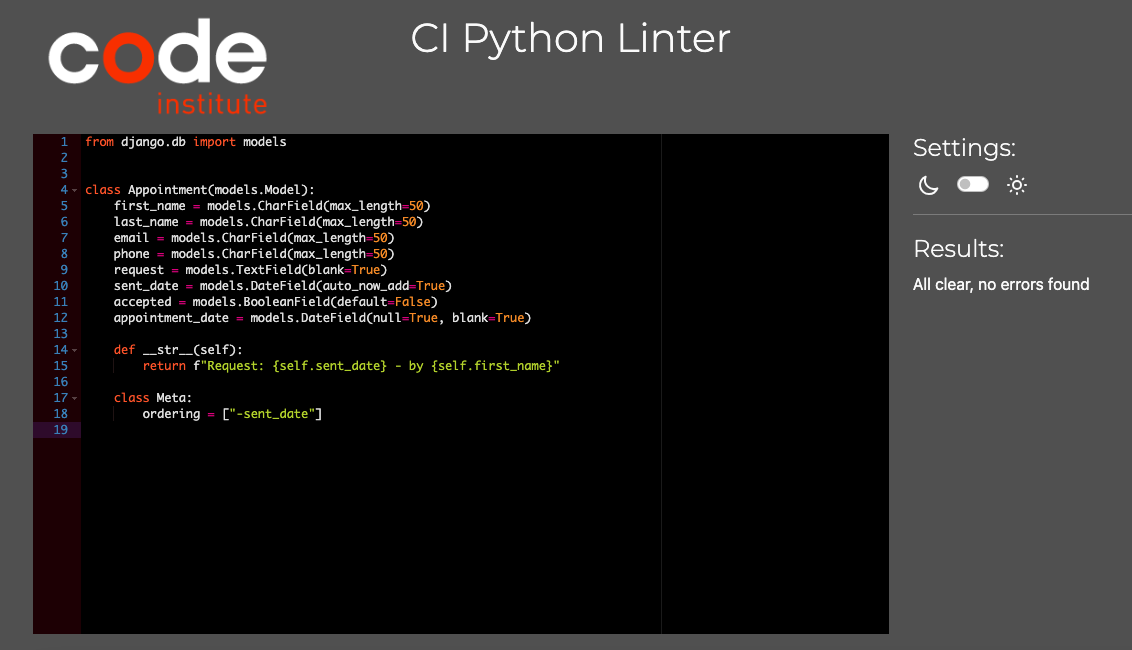 code
institute
CI Python Linter
1 from django.db import models
2
3
4 class Appointment(models.Model):
5     first_name = models.CharField(max_length=50)
6     last_name = models.CharField(max_length=50)
7     email = models.CharField(max_length=50)
8     phone = models.CharField(max_length=50)
9     request = models.TextField(blank=True)
10     sent_date = models.DateField(auto_now_add=True)
11     accepted = models.BooleanField(default=False)
12     appointment_date = models.DateField(null=True, blank=True)
13
14     def __str__(self):
15         return f"Request: {self.sent_date} - by {self.first_name}"
16
17     class Meta:
18         ordering = ["-sent_date"]
19
Settings:
Results:
All clear, no errors found